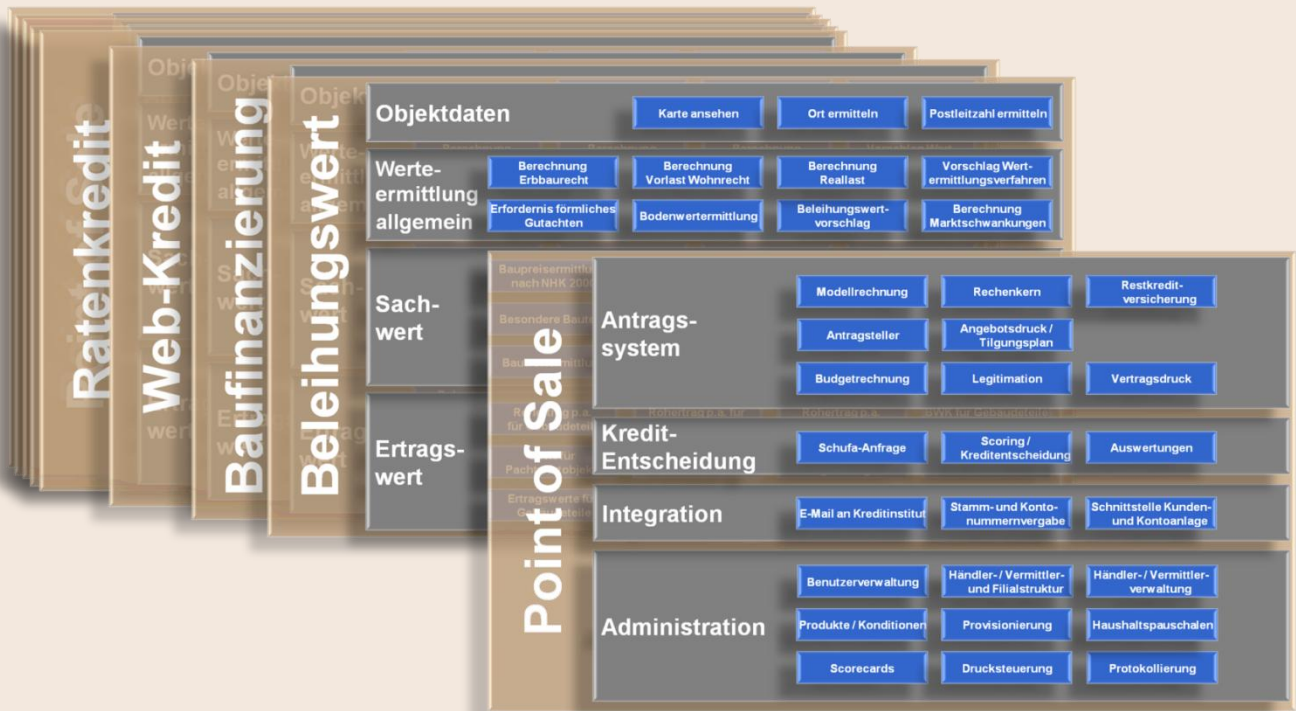 Ratenkredit
Web-Kredit
Baufinanzierung
Beleihungswert
Objektdaten
Karte ansehen
Ort ermitteln
Postleitzahl ermitteln
Werte-
ermittlung
allgemein
Berechnung
Erbbaurecht
Berechnung
Vorlast Wohnrecht
Berechnung
Reallast
Vorschlag Wert-
ermittlungsverfahren
Erfordernis förmliches
Gutachten
Bodenwertermittlung
Beleihungswert-
vorschlag
Berechnung
Marktschwankungen
Sach-
wert
Ertrags-
wert
Point of Sale
Antrags-
system
Modellrechnung
Rechenkern
Restkredit-
versicherung
Antragsteller
Angebotsdruck /
Tilgungsplan
Budgetrechnung
Legitimation
Vertragsdruck
Kredit-
Entscheidung
Schufa-Anfrage
Scoring /
Kreditentscheidung
Auswertungen
Integration
E-Mail an Kreditinstitut
Stamm- und Konto-
nummernvergabe
Schnittstelle Kunden-
und Kontoanlage
Administration
Benutzerverwaltung
Händler- / Vermittler-
und Filialstruktur
Händler- / Vermittler-
verwaltung
Produkte / Konditionen
Provisionierung
Haushaltspauschalen
Scorecards
Drucksteuerung
Protokollierung